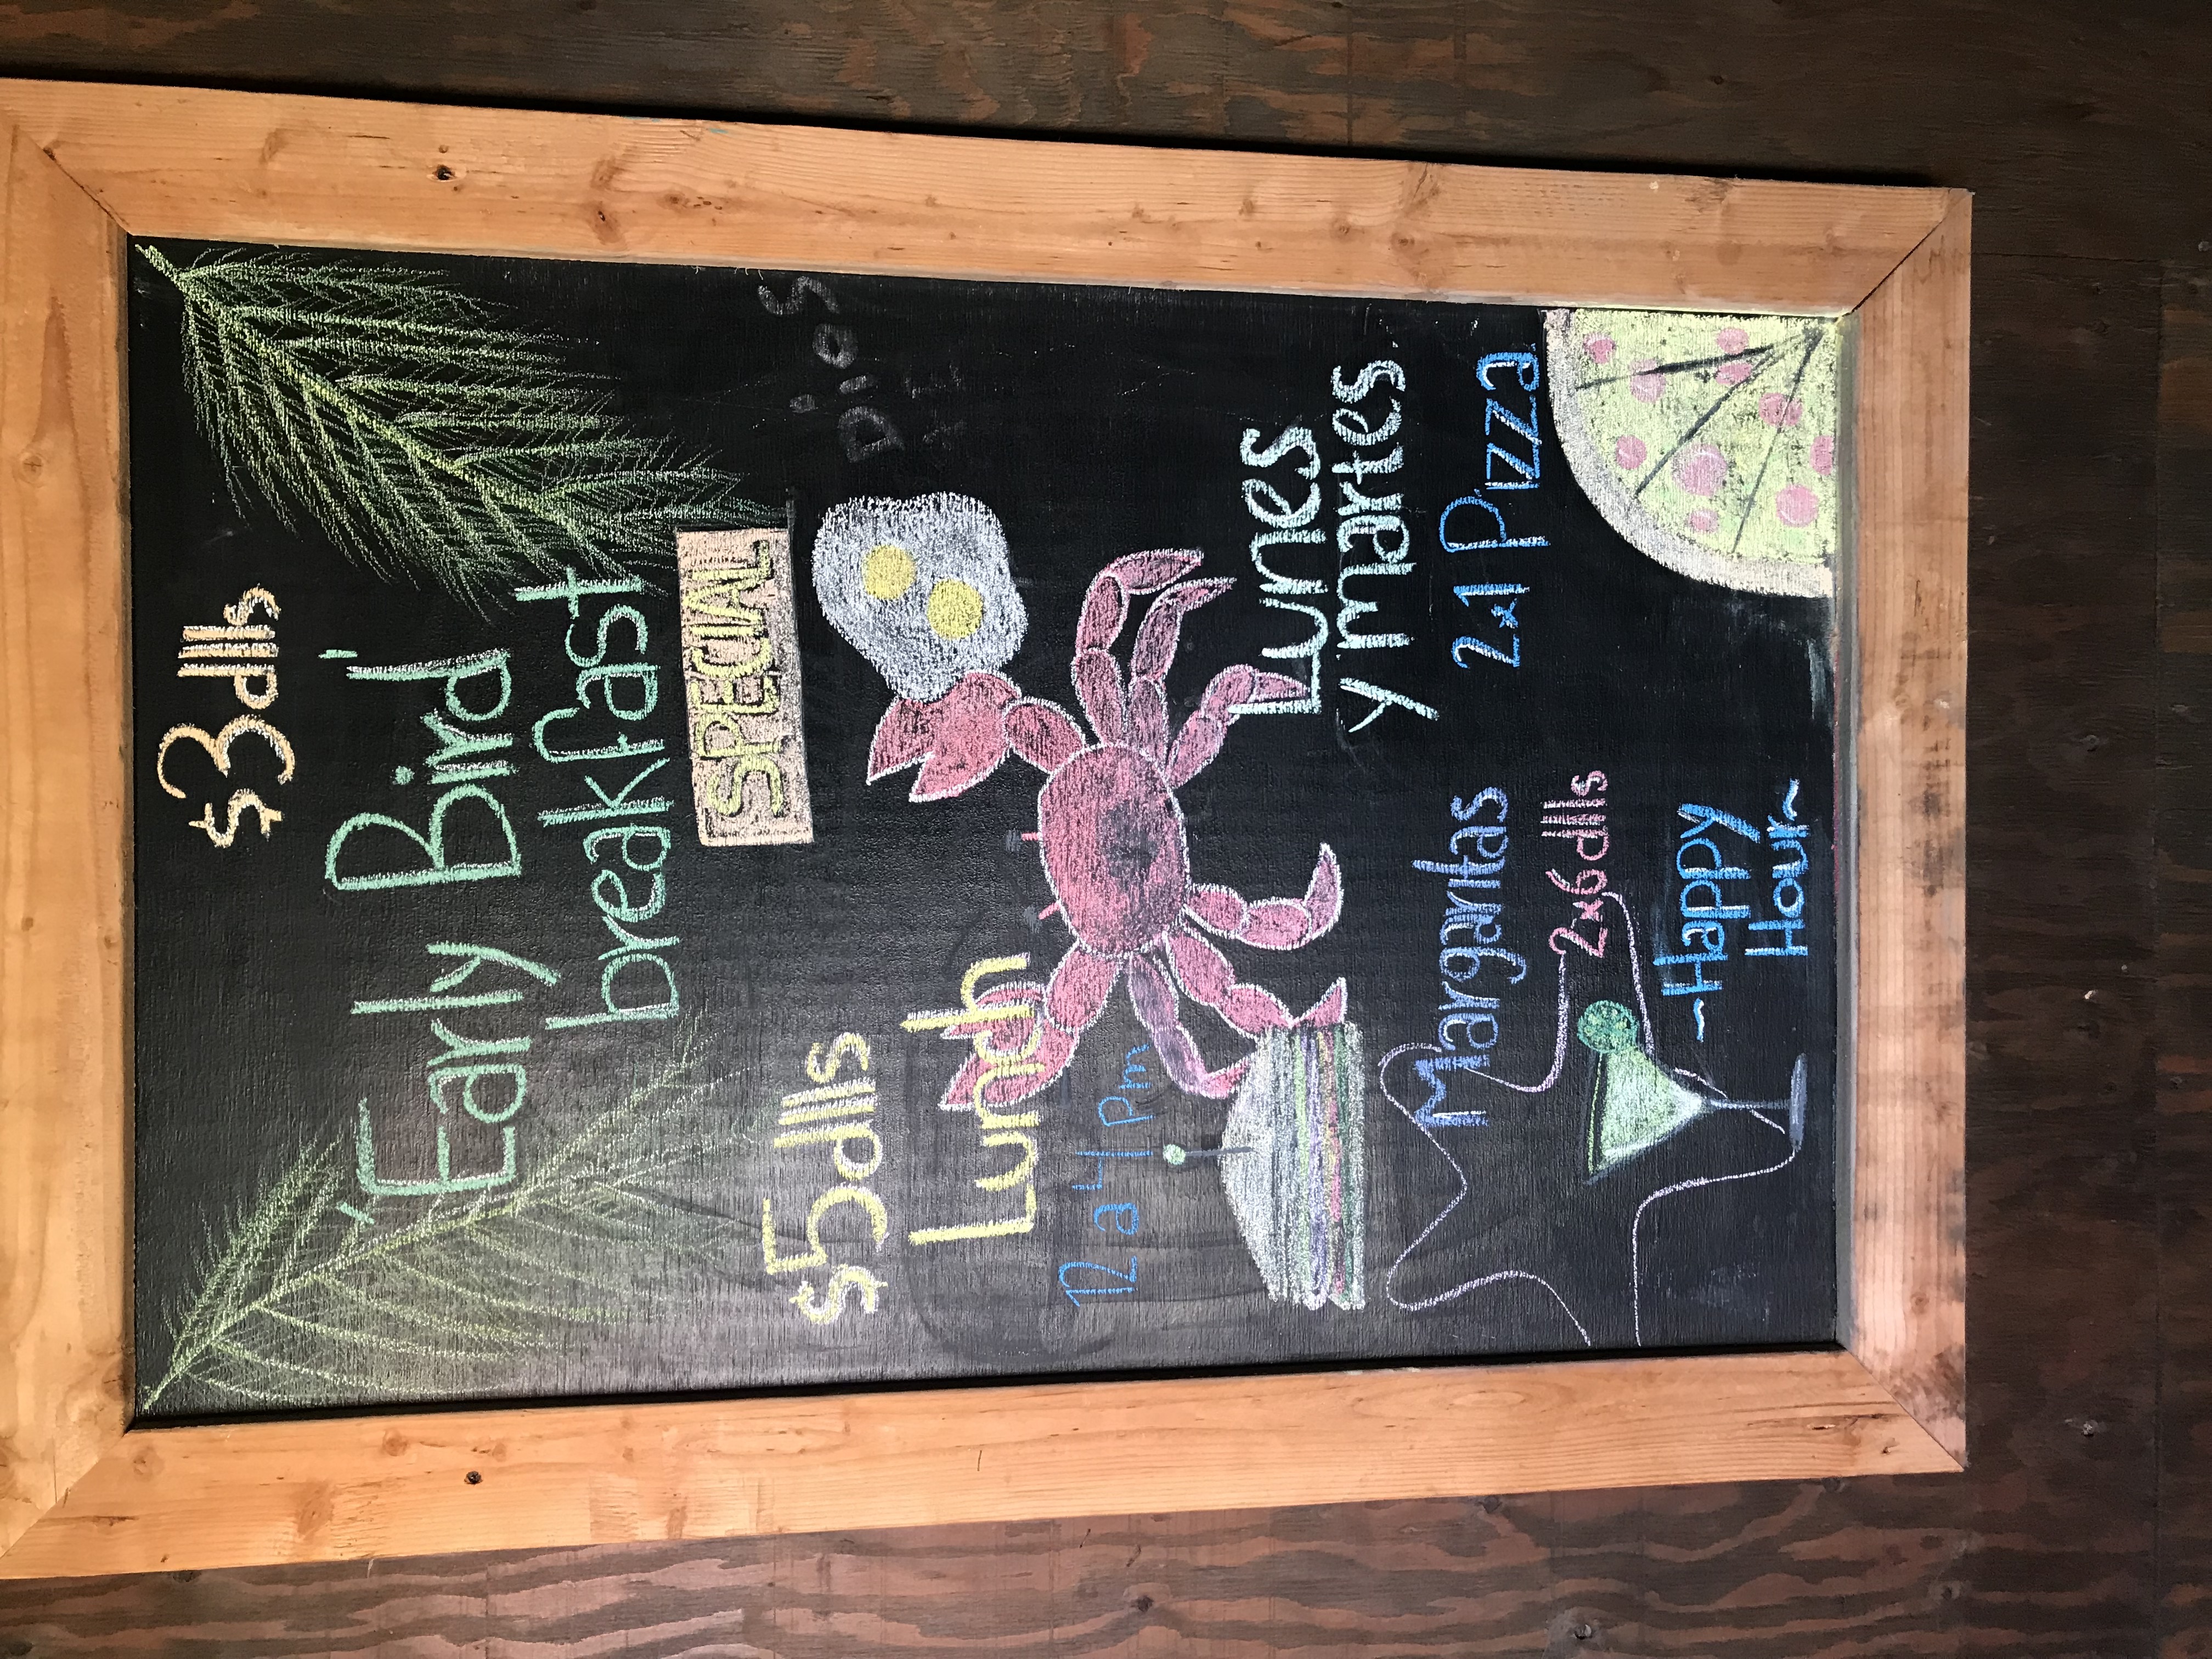 $3dlls
'Early Bird'
breakfast
SPECIAL
$5dlls
Lunch
12 a 4 Pm
Dios
Lunes
y martes
2x1 Pizza
Margaritas
2x6 dlls
~Happy
Hour~